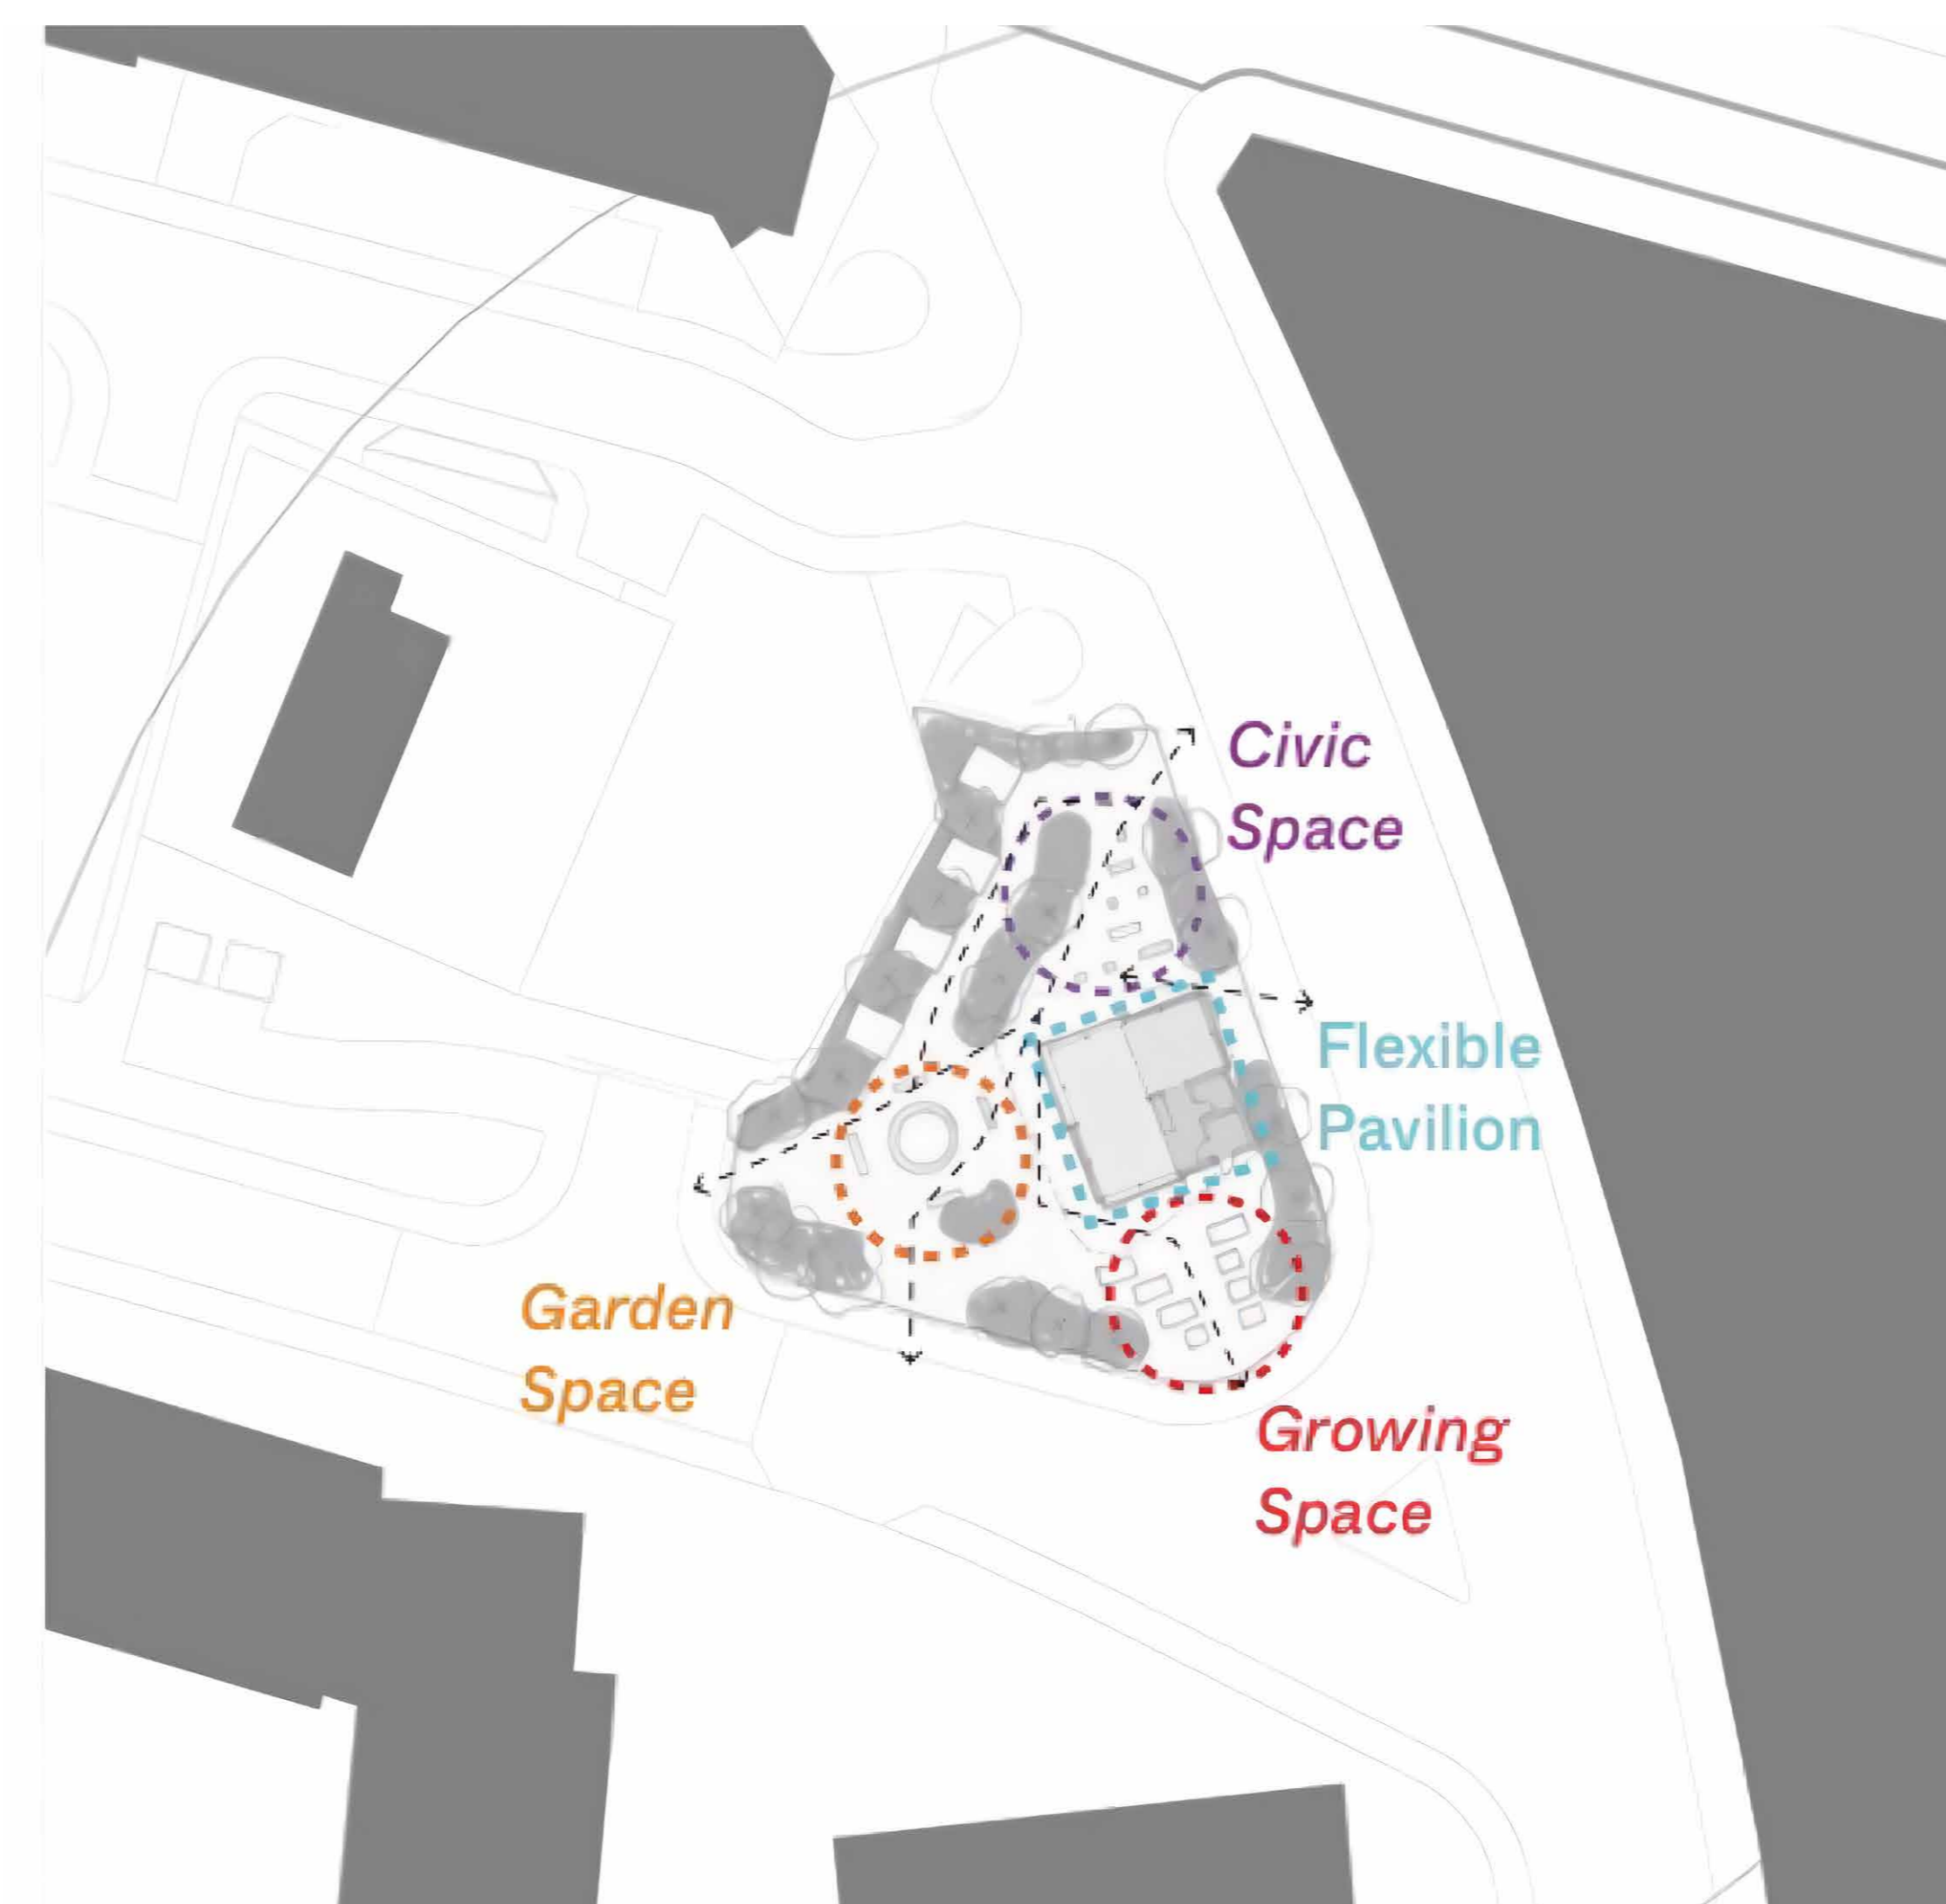 Civic
Space
Flexible
Pavilion
Garden
Space
Growing
Space